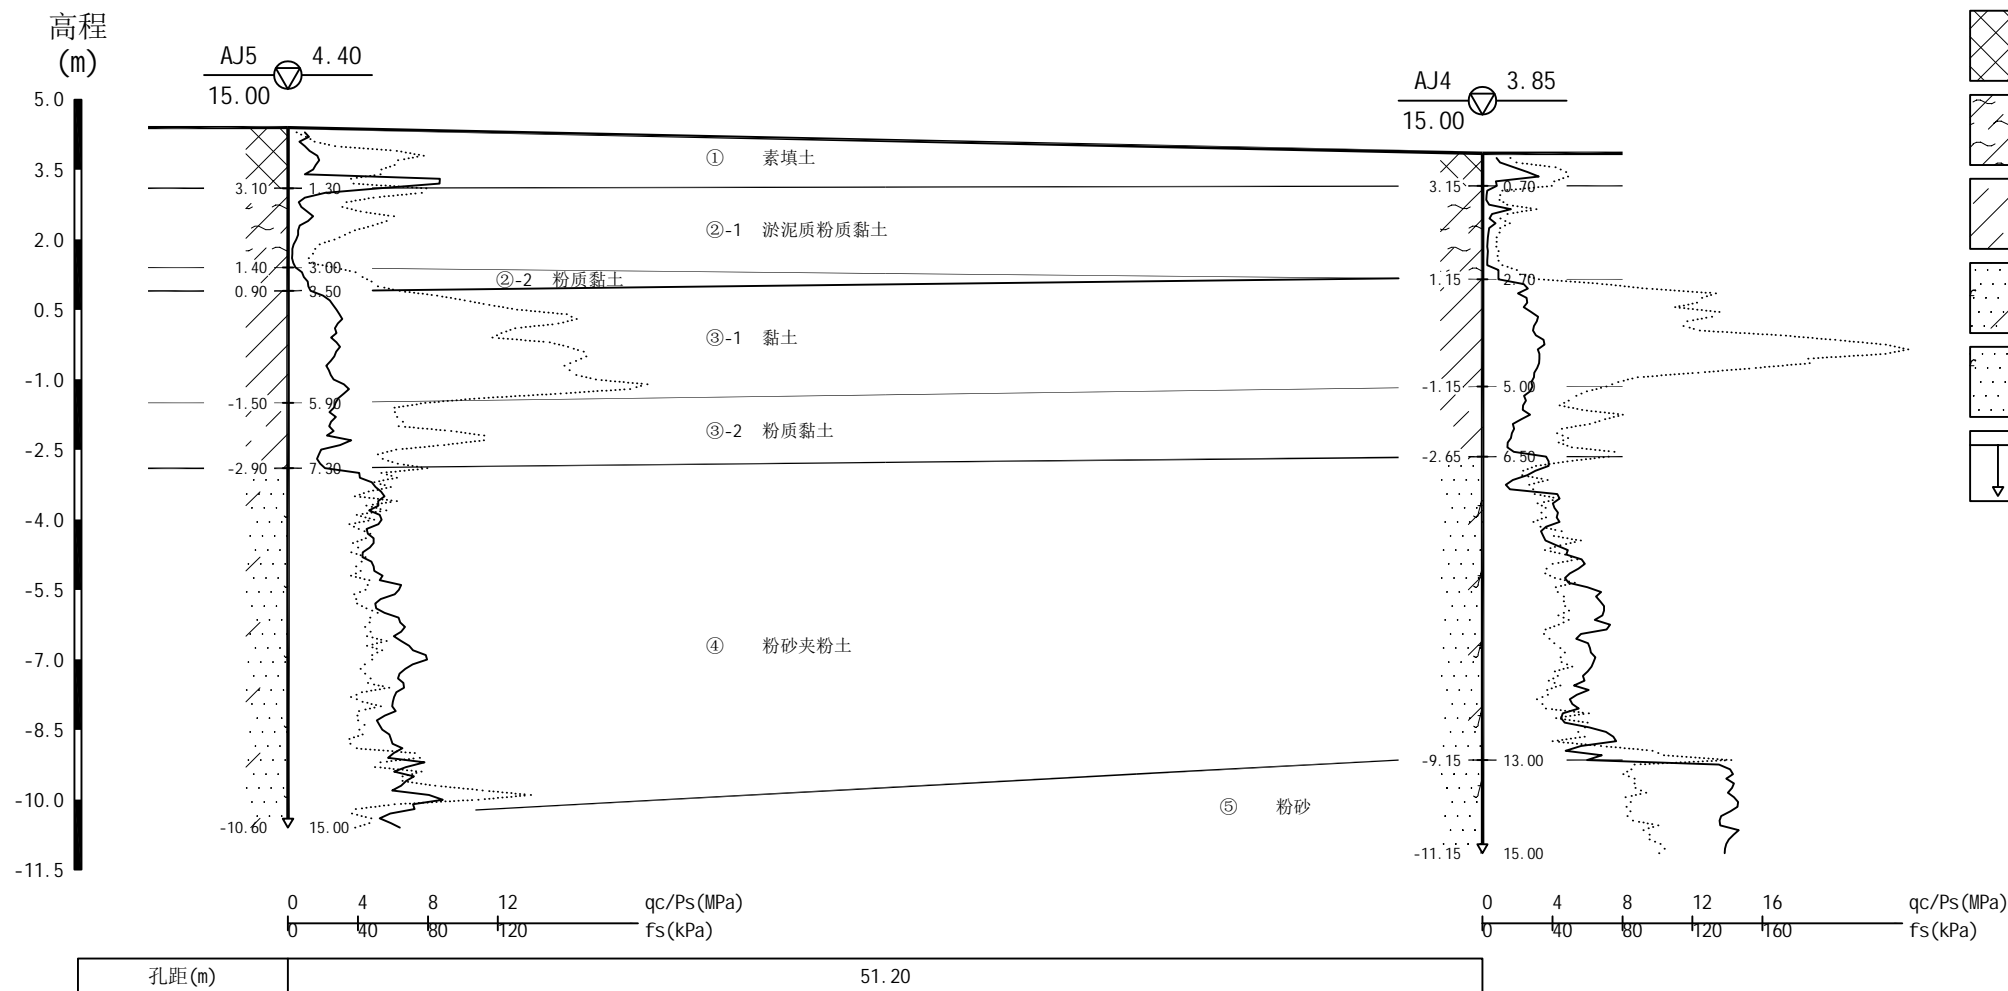 高程
(m)
AJ5 4.40
15.00
AJ4 3.85
15.00
5.0
3.5
2.0
0.5
-1.0
-2.5
-4.0
-5.5
-7.0
-8.5
-10.0
-11.5
3.10 1.30
1.40 3.00
0.90 3.50
-1.50 5.90
-2.90 7.30
-10.60 15.00
① 素填土
②-1 淤泥质粉质黏土
②-2 粉质黏土
③-1 黏土
③-2 粉质黏土
④ 粉砂夹粉土
⑤ 粉砂
3.15 0.70
1.15 2.70
-1.15 5.00
-2.65 6.50
-9.15 13.00
-11.15 15.00
0 4 8 12 qc/Ps(MPa)
0 40 80 120 fs(kPa)
0 4 8 12 16 qc/Ps(MPa)
0 40 80 120 160 fs(kPa)
孔距(m) 51.20